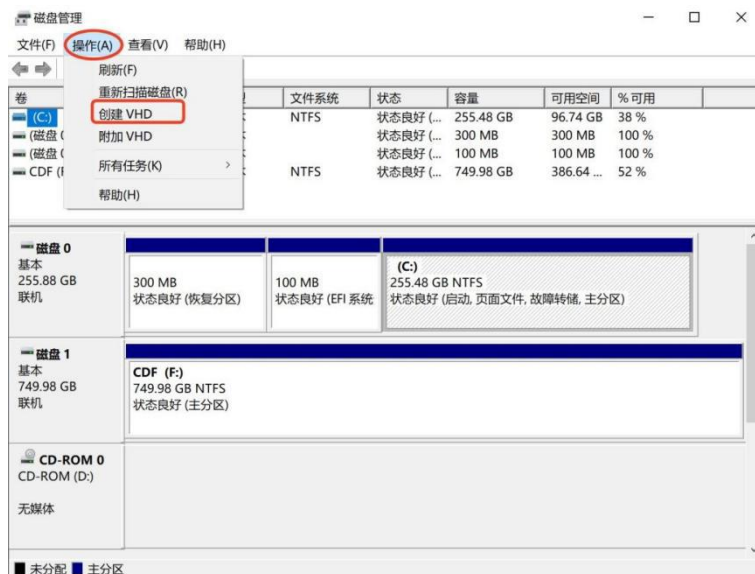 磁盘管理
文件(F) 操作(A) 查看(V) 帮助(H)
刷新(F)
重新扫描磁盘(R)
创建 VHD
附加 VHD
所有任务(K)
帮助(H)
卷 文件系统 状态 容量 可用空间 % 可用
(C:) NTFS 状态良好 (... 255.48 GB 96.74 GB 38 %
(磁盘 状态良好 (... 300 MB 300 MB 100 %
(磁盘 状态良好 (... 100 MB 100 MB 100 %
CDF NTFS 状态良好 (... 749.98 GB 386.64 ... 52 %
磁盘 0
基本
255.88 GB
联机
300 MB
状态良好 (恢复分区)
100 MB
状态良好 (EFI 系统
(C:)
255.48 GB NTFS
状态良好 (启动, 页面文件, 故障转储, 主分区)
磁盘 1
基本
749.98 GB
联机
CDF (F:)
749.98 GB NTFS
状态良好 (主分区)
CD-ROM 0
CD-ROM (D:)
无媒体
未分配 主分区